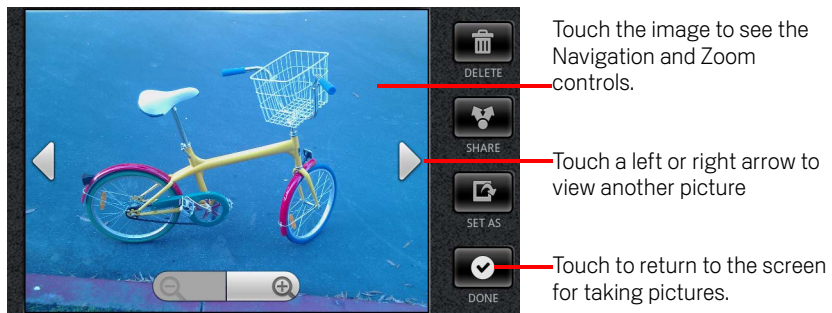 Touch the image to see the
Navigation and Zoom
controls.
DELETE
SHARE
Touch a left or right arrow to
view another picture
SET AS
Touch to return to the screen
for taking pictures.
DONE